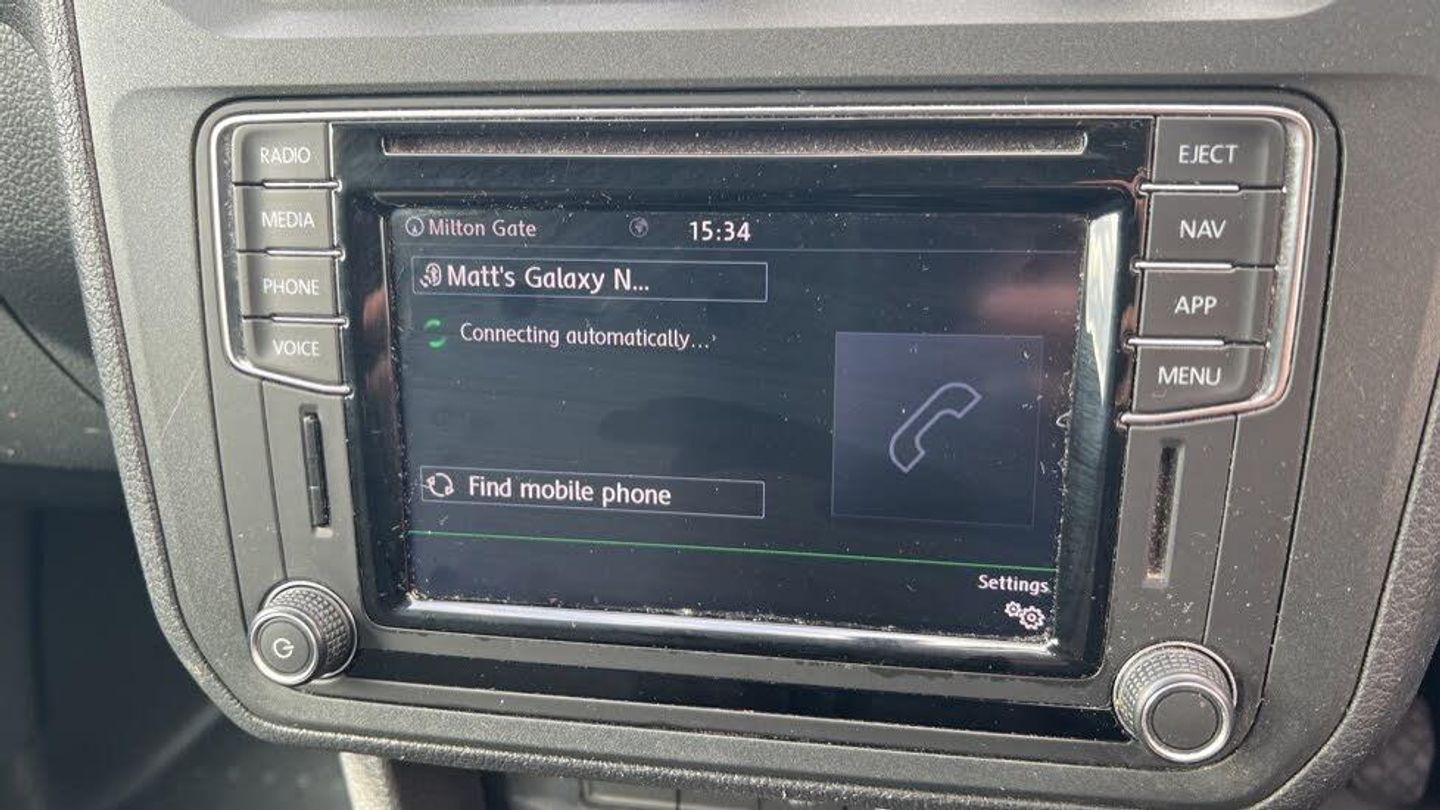 RADIO
MEDIA
PHONE
VOICE
Milton Gate
15:34
Matt's Galaxy N...
Connecting automatically...
Find mobile phone
Settings
EJECT
NAV
APP
MENU